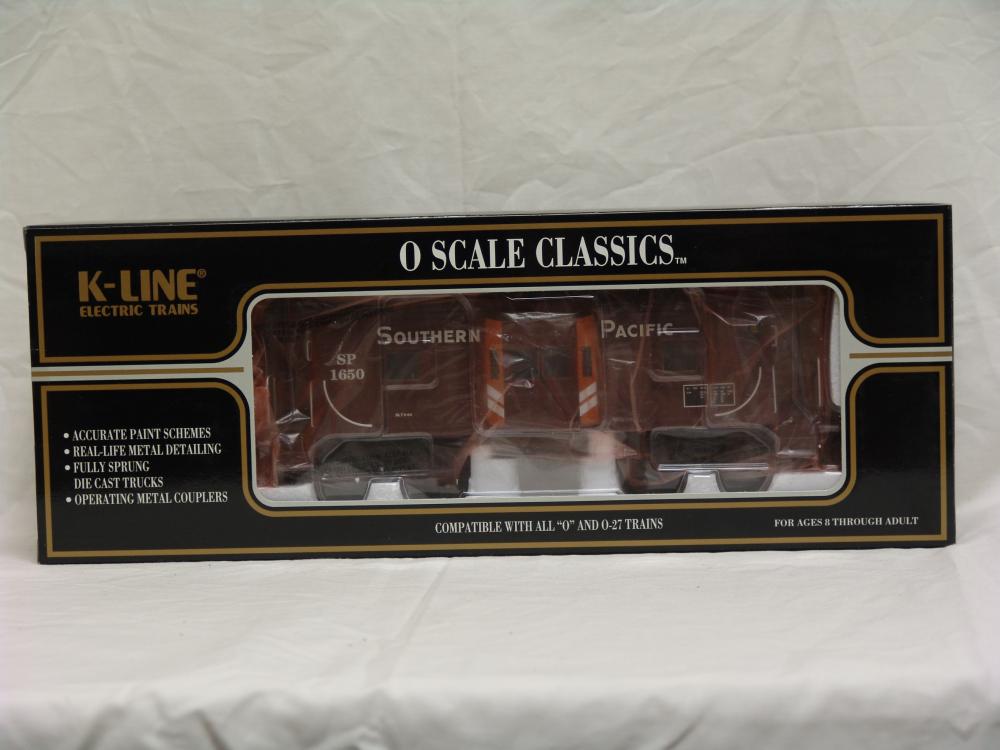 O SCALE CLASSICS™
K-LINE®
ELECTRIC TRAINS
SOUTHERN PACIFIC
SP
1650
• ACCURATE PAINT SCHEMES
• REAL-LIFE METAL DETAILING
• FULLY SPRUNG
DIE CAST TRUCKS
• OPERATING METAL COUPLERS
COMPATIBLE WITH ALL “O” AND O-27 TRAINS
FOR AGES 8 THROUGH ADULT